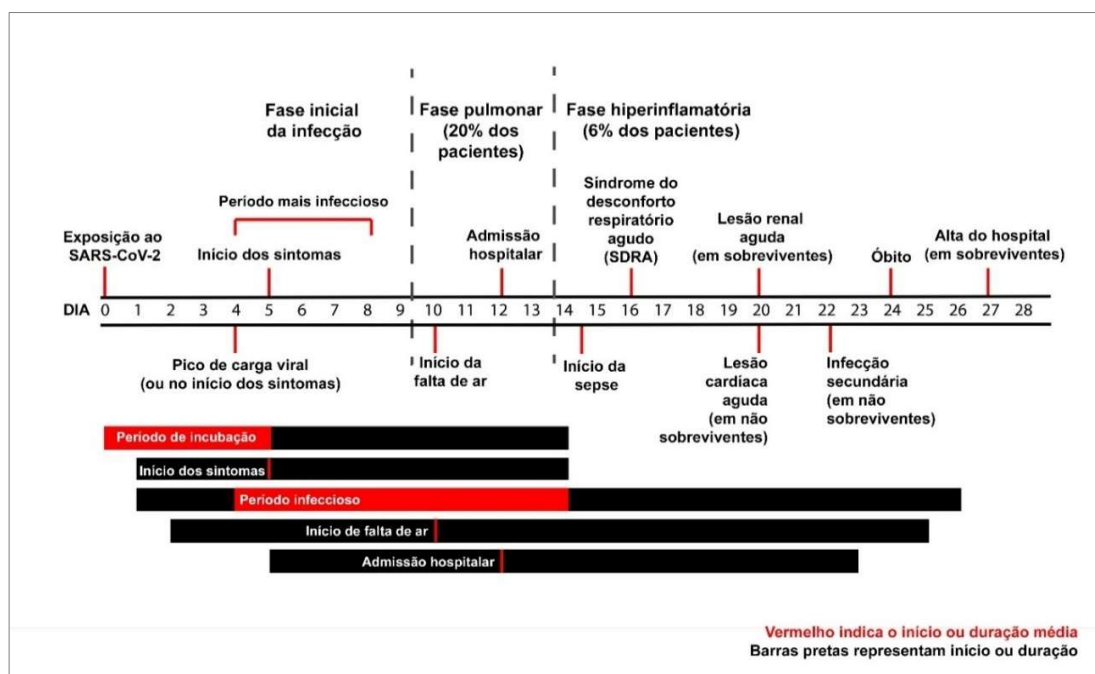 Fase inicial
da infecção
Fase pulmonar
(20% dos
pacientes)
Fase hiperinflamatória
(6% dos pacientes)
Período mais infeccioso
Exposição ao
SARS-CoV-2
Inicio dos sintomas
Admissão
hospitalar
Síndrome do
desconforto
respiratório
agudo
(SDRA)
Lesão renal
aguda
(em sobreviventes)
Óbito
Alta do hospital
(em sobreviventes)
DIA 0 1 2 3 4 5 6 7 8 9 10 11 12 13 14 15 16 17 18 19 20 21 22 23 24 25 26 27 28
Pico de carga viral
(ou no início dos sintomas)
Início da
falta de ar
Início da
sepse
Lesão
cardíaca
aguda
(em não
sobreviventes)
Infecção
secundária
(em não
sobreviventes)
Período de incubação
Início dos sintomas
Período infeccioso
Início de falta de ar
Admissão hospitalar
Vermelho indica o início ou duração média
Barras pretas representam início ou duração